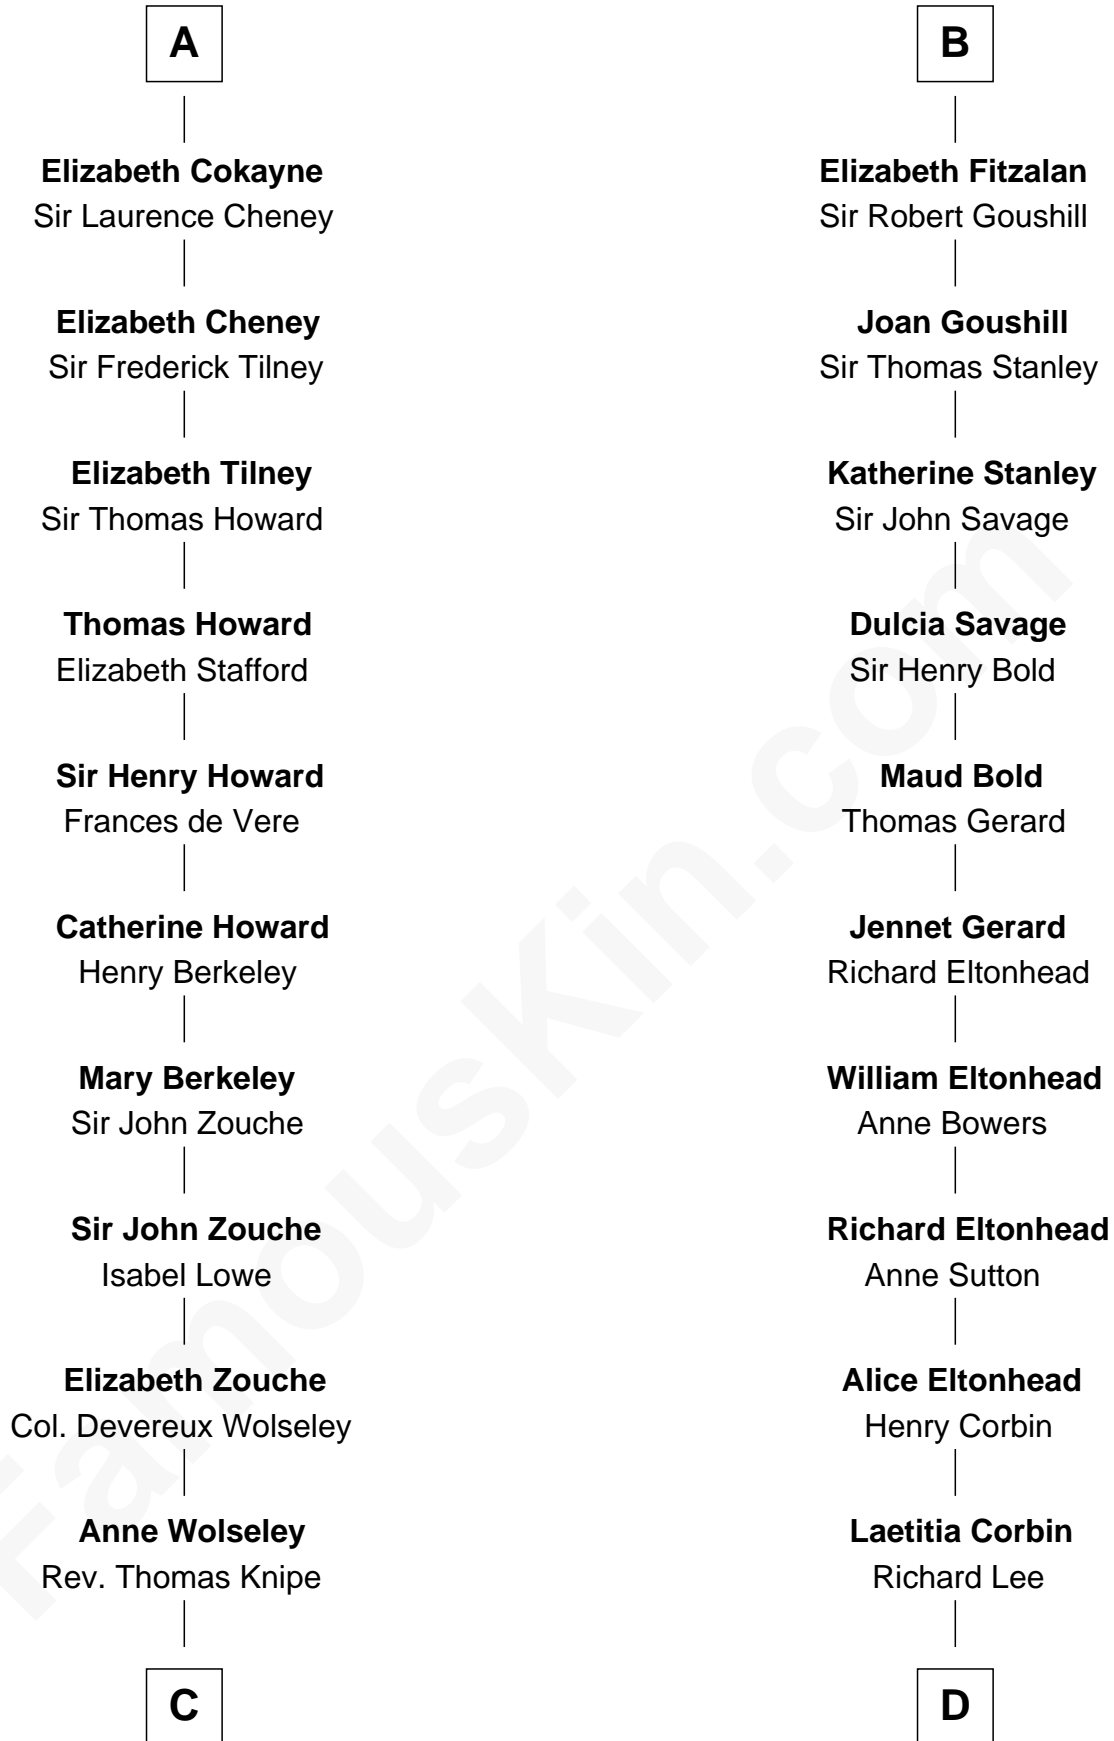 A
Elizabeth Cokayne
Sir Laurence Cheney
Elizabeth Cheney
Sir Frederick Tilney
Elizabeth Tilney
Sir Thomas Howard
Thomas Howard
Elizabeth Stafford
Sir Henry Howard
Frances de Vere
Catherine Howard
Henry Berkeley
Mary Berkeley
Sir John Zouche
Sir John Zouche
Isabel Lowe
Elizabeth Zouche
Col. Devereux Wolseley
Anne Wolseley
Rev. Thomas Knipe
C
B
Elizabeth Fitzalan
Sir Robert Goushill
Joan Goushill
Sir Thomas Stanley
Katherine Stanley
Sir John Savage
Dulcia Savage
Sir Henry Bold
Maud Bold
Thomas Gerard
Jennet Gerard
Richard Eltonhead
William Eltonhead
Anne Bowers
Richard Eltonhead
Anne Sutton
Alice Eltonhead
Henry Corbin
Laetitia Corbin
Richard Lee
D
FamousKin.com